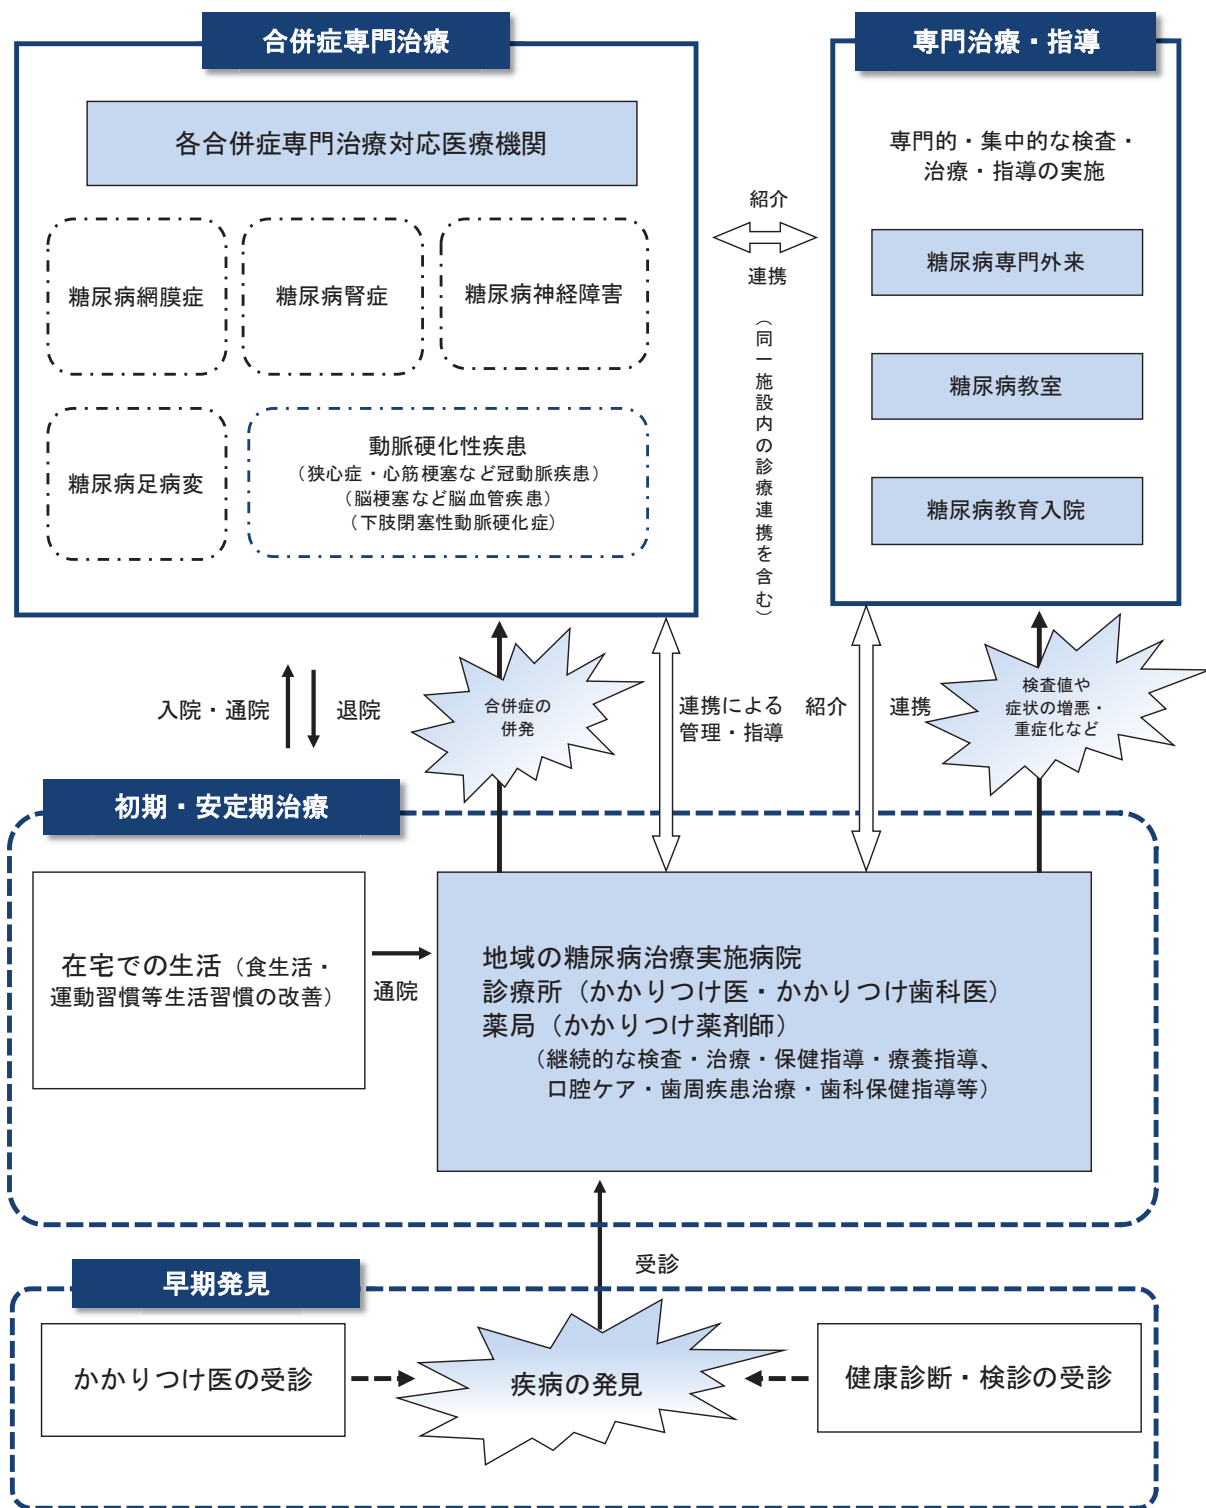 合併症専門治療
各合併症専門治療対応医療機関
糖尿病網膜症
糖尿病腎症
糖尿病神経障害
糖尿病足病変
動脈硬化性疾患
（狭心症・心筋梗塞など冠動脈疾患）
（脳梗塞など脳血管疾患）
（下肢閉塞性動脈硬化症）
紹介
連携
（同一施設内の診療連携を含む）
専門治療・指導
専門的・集中的な検査・
治療・指導の実施
糖尿病専門外来
糖尿病教室
糖尿病教育入院
入院・通院
退院
合併症の
併発
連携による
管理・指導
紹介
連携
検査値や
症状の増悪・
重症化など
初期・安定期治療
在宅での生活（食生活・
運動習慣等生活習慣の改善）
通院
地域の糖尿病治療実施病院
診療所（かかりつけ医・かかりつけ歯科医）
薬局（かかりつけ薬剤師）
（継続的な検査・治療・保健指導・療養指導、
口腔ケア・歯周疾患治療・歯科保健指導等）
受診
早期発見
かかりつけ医の受診
疾病の発見
健康診断・検診の受診